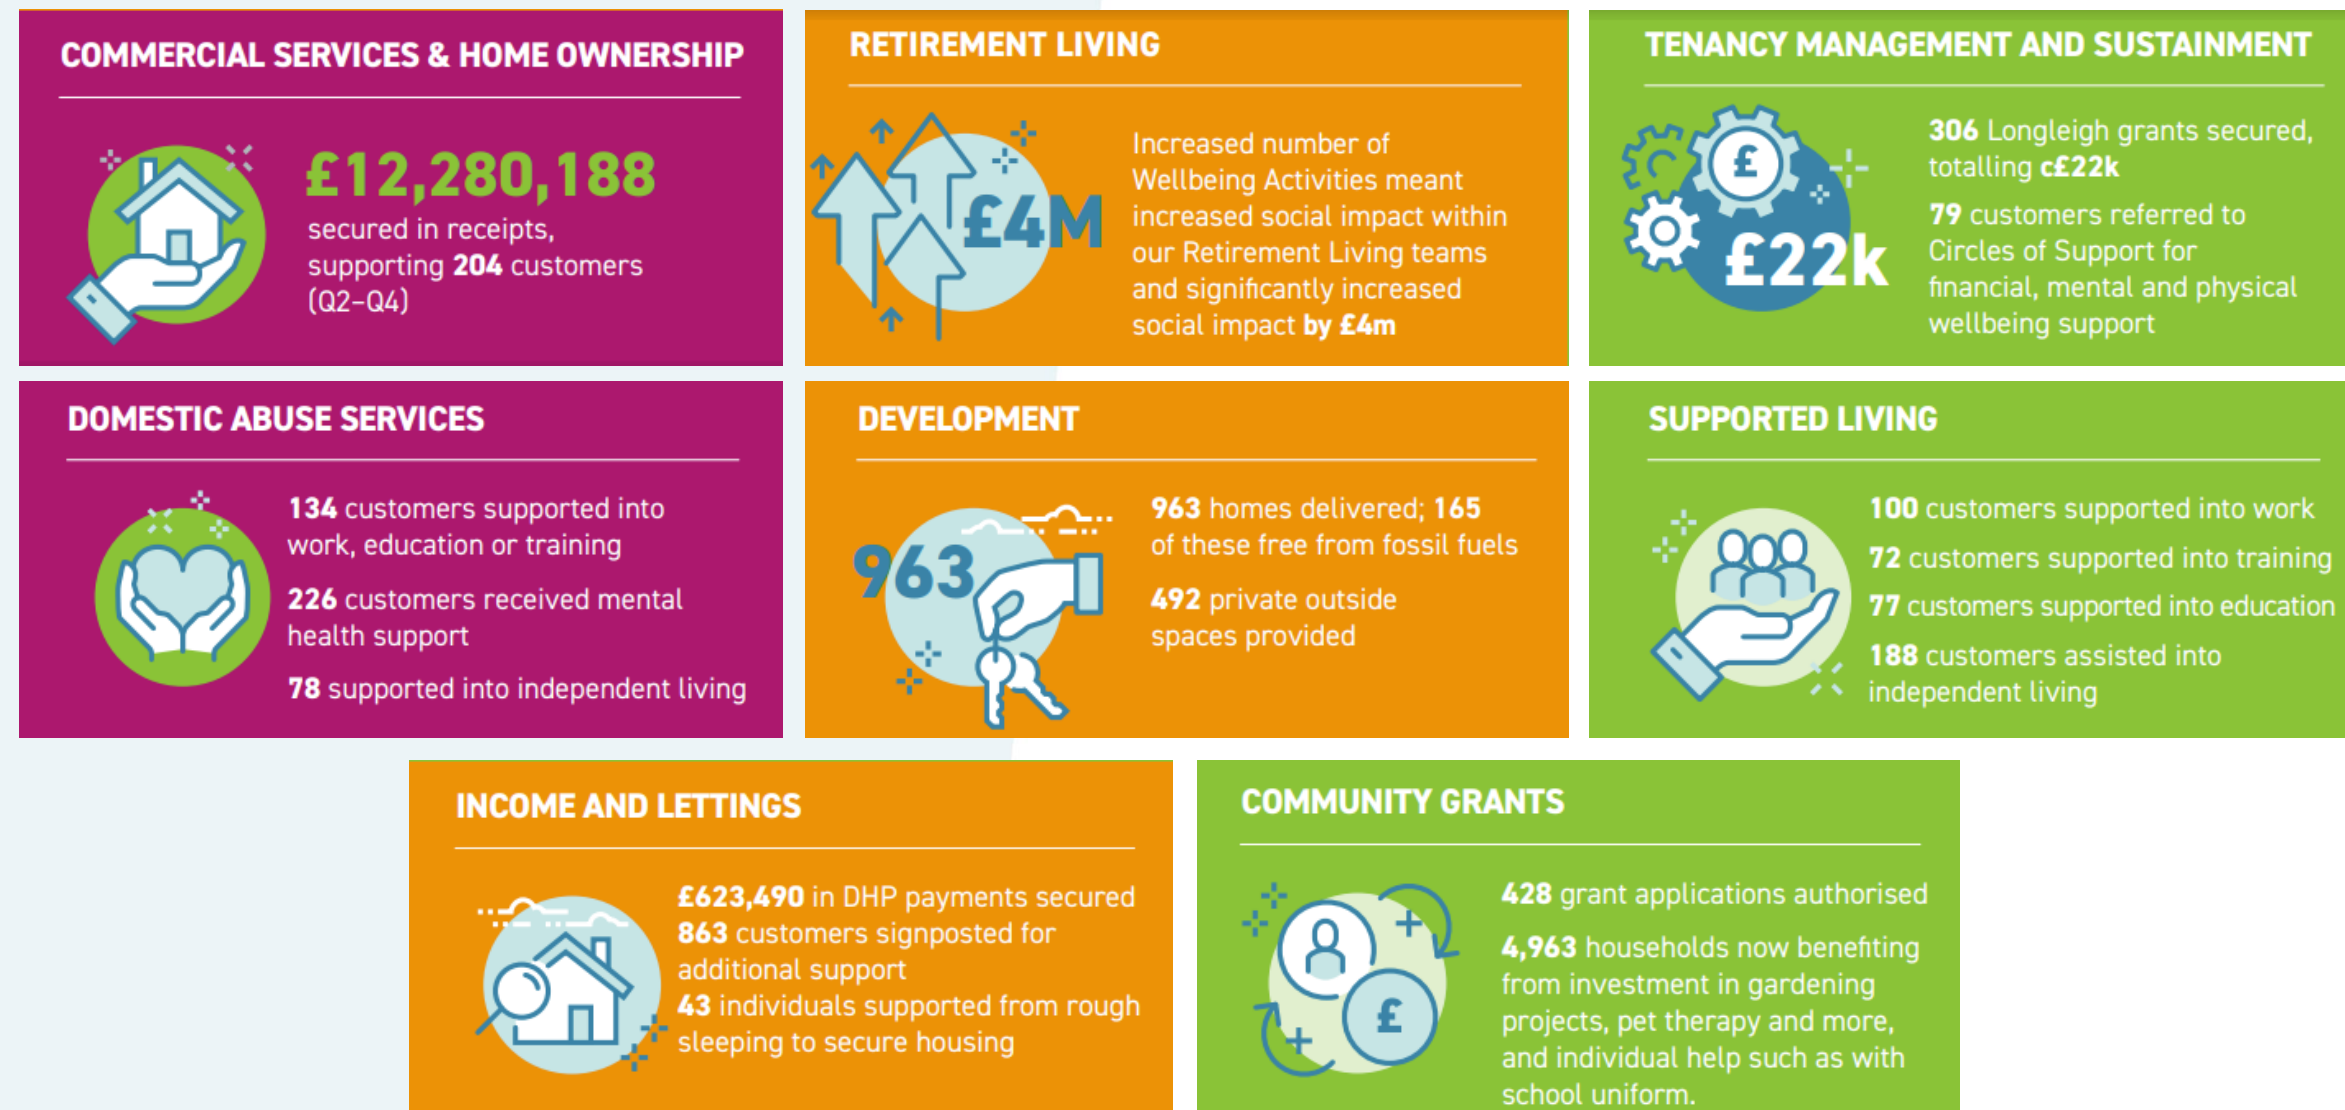 COMMERCIAL SERVICES & HOME OWNERSHIP
£12,280,188
secured in receipts,
supporting 204 customers
(Q2–Q4)
RETIREMENT LIVING
£4M
Increased number of
Wellbeing Activities meant
increased social impact within
our Retirement Living teams
and significantly increased
social impact by £4m
TENANCY MANAGEMENT AND SUSTAINMENT
£
£22k
306 Longleigh grants secured,
totalling c£22k
79 customers referred to
Circles of Support for
financial, mental and physical
wellbeing support
DOMESTIC ABUSE SERVICES
134 customers supported into
work, education or training
226 customers received mental
health support
78 supported into independent living
DEVELOPMENT
963
963 homes delivered; 165
of these free from fossil fuels
492 private outside
spaces provided
SUPPORTED LIVING
100 customers supported into work
72 customers supported into training
77 customers supported into education
188 customers assisted into
independent living
INCOME AND LETTINGS
£623,490 in DHP payments secured
863 customers signposted for
additional support
43 individuals supported from rough
sleeping to secure housing
COMMUNITY GRANTS
£
428 grant applications authorised
4,963 households now benefiting
from investment in gardening
projects, pet therapy and more,
and individual help such as with
school uniform.